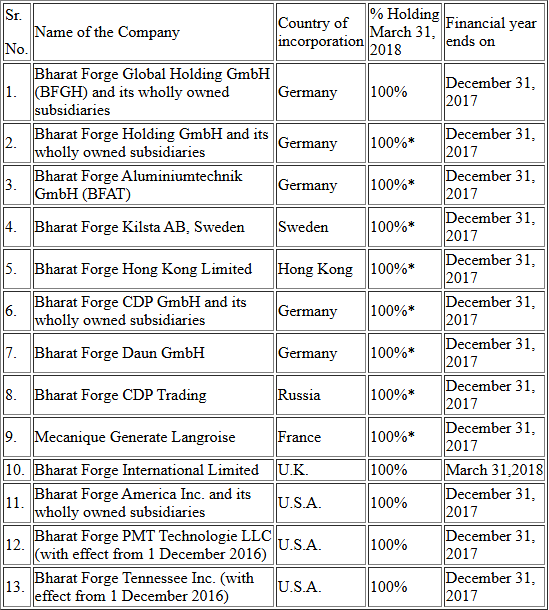 Sr.
No.
Name of the Company
Country of
incorporation
% Holding
March 31,
2018
Financial year
ends on
1.
Bharat Forge Global Holding GmbH
(BFGH) and its wholly owned
subsidiaries
Germany
100%
December 31,
2017
2.
Bharat Forge Holding GmbH and its
wholly owned subsidiaries
Germany
100%*
December 31,
2017
3.
Bharat Forge Aluminiumtechnik
GmbH (BFAT)
Germany
100%*
December 31,
2017
4.
Bharat Forge Kilsta AB, Sweden
Sweden
100%*
December 31,
2017
5.
Bharat Forge Hong Kong Limited
Hong Kong
100%*
December 31,
2017
6.
Bharat Forge CDP GmbH and its
wholly owned subsidiaries
Germany
100%*
December 31,
2017
7.
Bharat Forge Daun GmbH
Germany
100%*
December 31,
2017
8.
Bharat Forge CDP Trading
Russia
100%*
December 31,
2017
9.
Mecanique Generate Langroise
France
100%*
December 31,
2017
10.
Bharat Forge International Limited
U.K.
100%
March 31,2018
11.
Bharat Forge America Inc. and its
wholly owned subsidiaries
U.S.A.
100%
December 31,
2017
12.
Bharat Forge PMT Technologie LLC
(with effect from 1 December 2016)
U.S.A.
100%
December 31,
2017
13.
Bharat Forge Tennessee Inc. (with
effect from 1 December 2016)
U.S.A.
100%
December 31,
2017